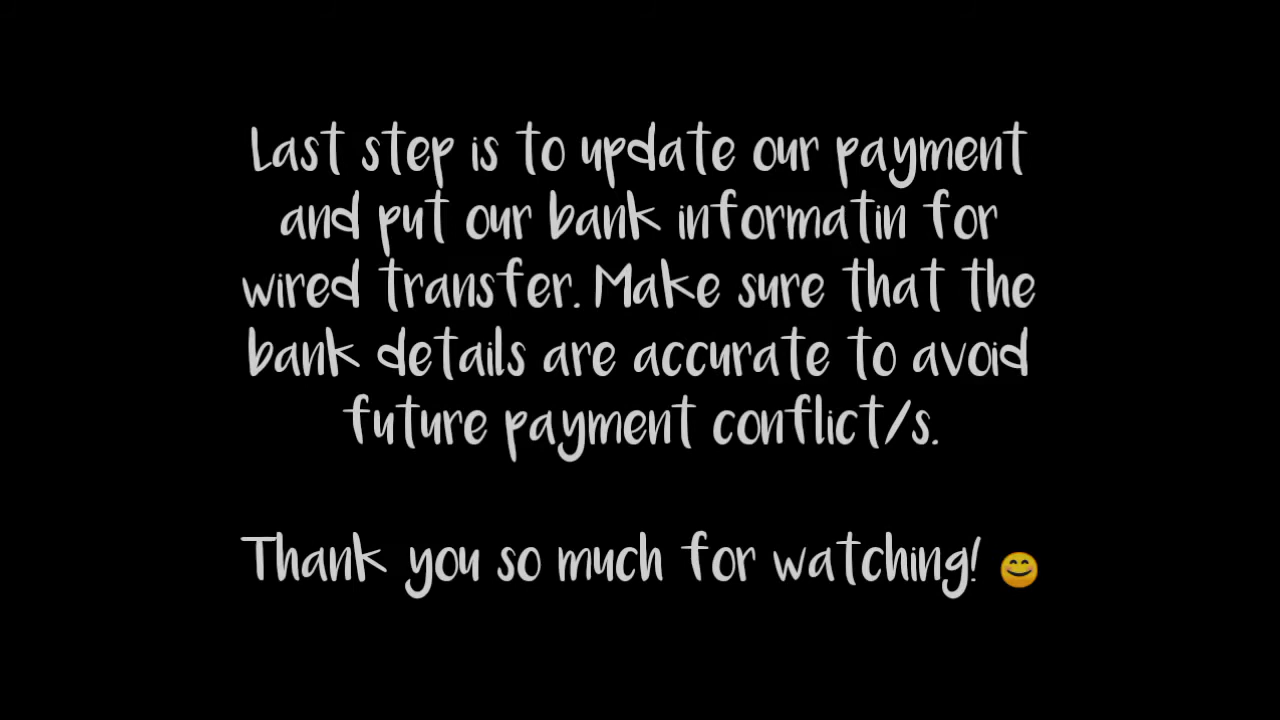 Last step is to update our payment
and put our bank informatin for
wired transfer. Make sure that the
bank details are accurate to avoid
future payment conflict/s.
Thank you so much for watching! 😊